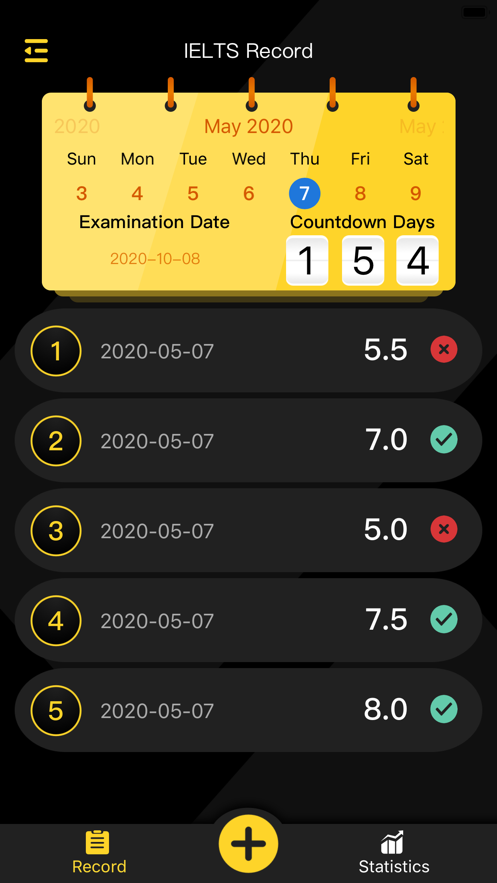 IELTS Record
2020 May 2020 May
Sun Mon Tue Wed Thu Fri Sat
3 4 5 6 7 8 9
Examination Date Countdown Days
2020-10-08 1 5 4
1 2020-05-07 5.5
2 2020-05-07 7.0
3 2020-05-07 5.0
4 2020-05-07 7.5
5 2020-05-07 8.0
Record Statistics